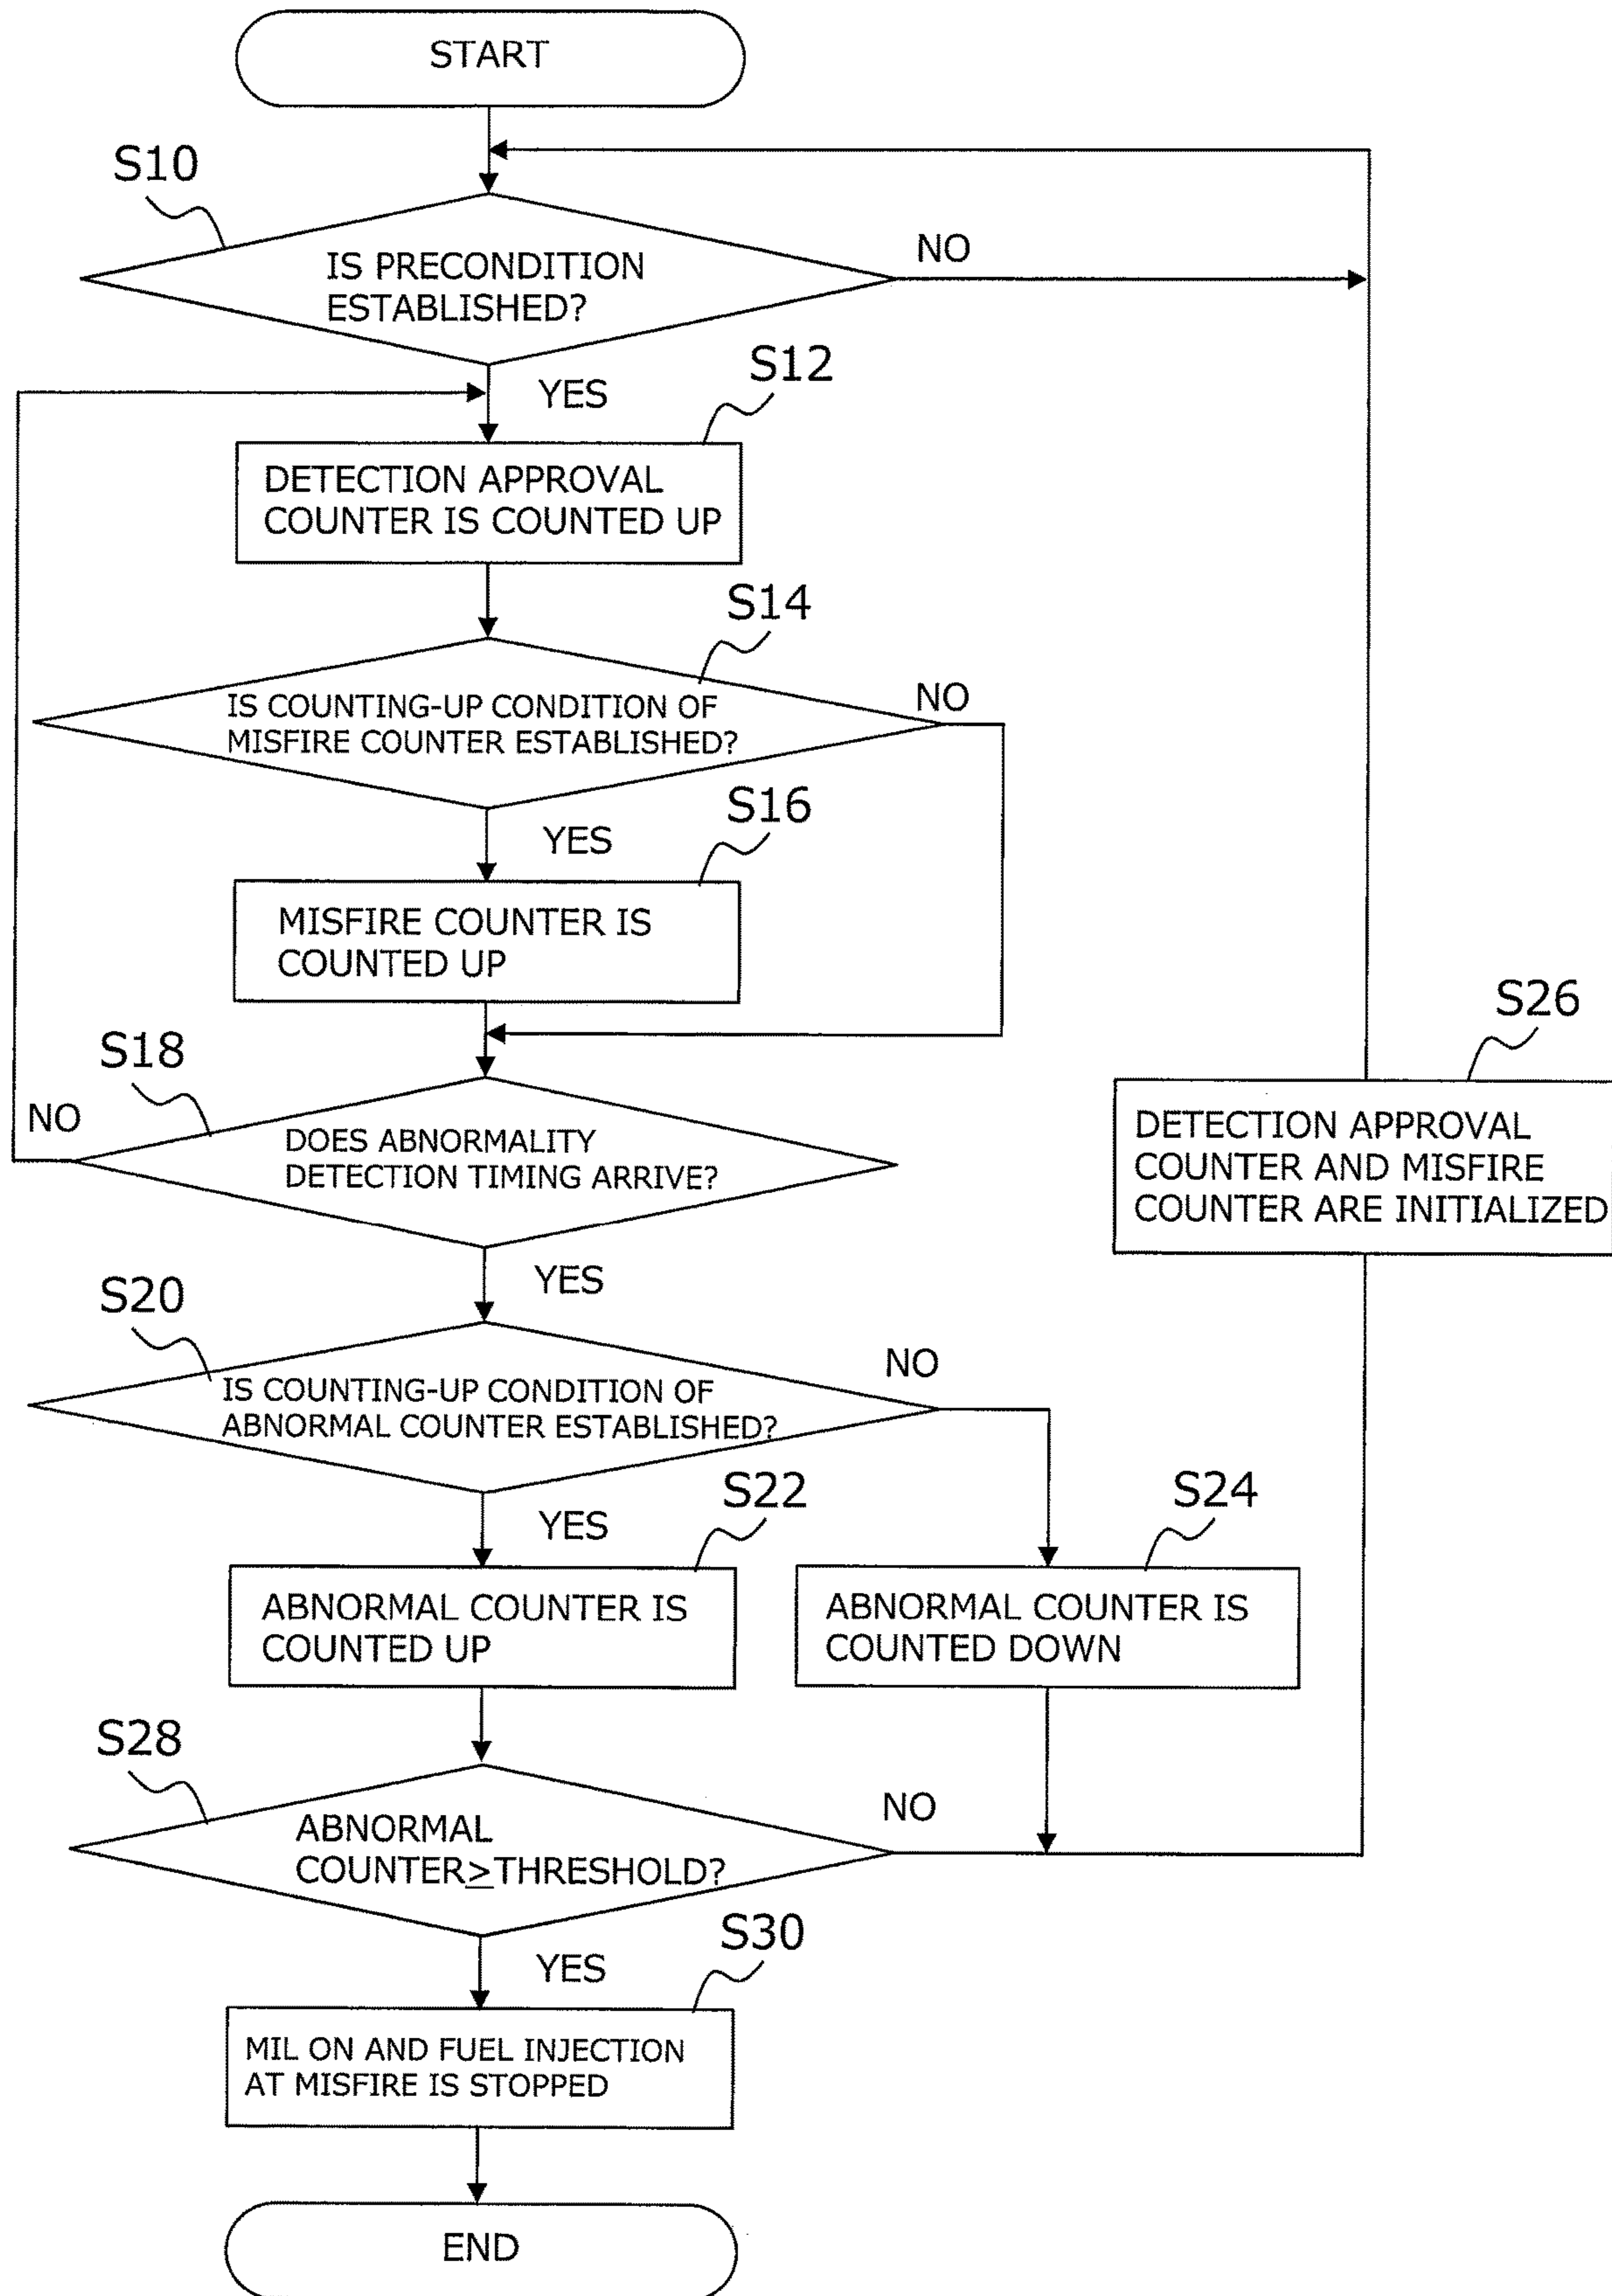 START
S10
IS PRECONDITION
ESTABLISHED?
NO
YES
S12
DETECTION APPROVAL
COUNTER IS COUNTED UP
S14
IS COUNTING-UP CONDITION OF
MISFIRE COUNTER ESTABLISHED?
NO
YES
S16
MISFIRE COUNTER IS
COUNTED UP
S18
NO
DOES ABNORMALITY
DETECTION TIMING ARRIVE?
YES
S26
DETECTION APPROVAL
COUNTER AND MISFIRE
COUNTER ARE INITIALIZED
S20
IS COUNTING-UP CONDITION OF
ABNORMAL COUNTER ESTABLISHED?
NO
YES
S22
ABNORMAL COUNTER IS
COUNTED UP
S24
ABNORMAL COUNTER IS
COUNTED DOWN
S28
ABNORMAL
COUNTER≥THRESHOLD?
NO
YES
S30
MIL ON AND FUEL INJECTION
AT MISFIRE IS STOPPED
END